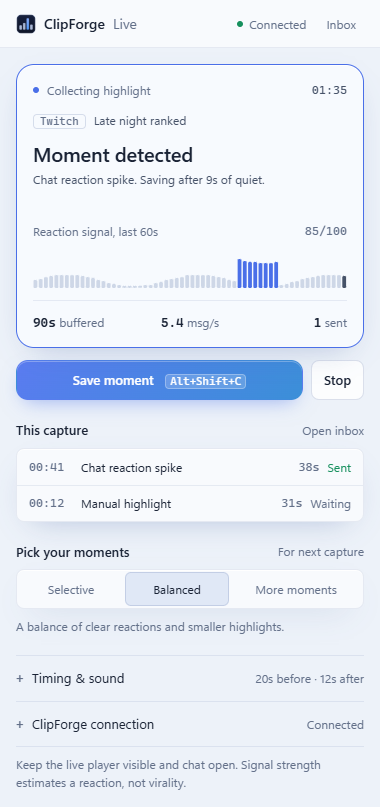 ClipForge Live Connected Inbox
Collecting highlight 01:35
Twitch Late night ranked
Moment detected
Chat reaction spike. Saving after 9s of quiet.
Reaction signal, last 60s 85/100
90s buffered 5.4 msg/s 1 sent
Save moment Alt+Shift+C Stop
This capture Open inbox
00:41 Chat reaction spike 38s Sent
00:12 Manual highlight 31s Waiting
Pick your moments For next capture
Selective Balanced More moments
A balance of clear reactions and smaller highlights.
+ Timing & sound 20s before · 12s after
+ ClipForge connection Connected
Keep the live player visible and chat open. Signal strength
estimates a reaction, not virality.